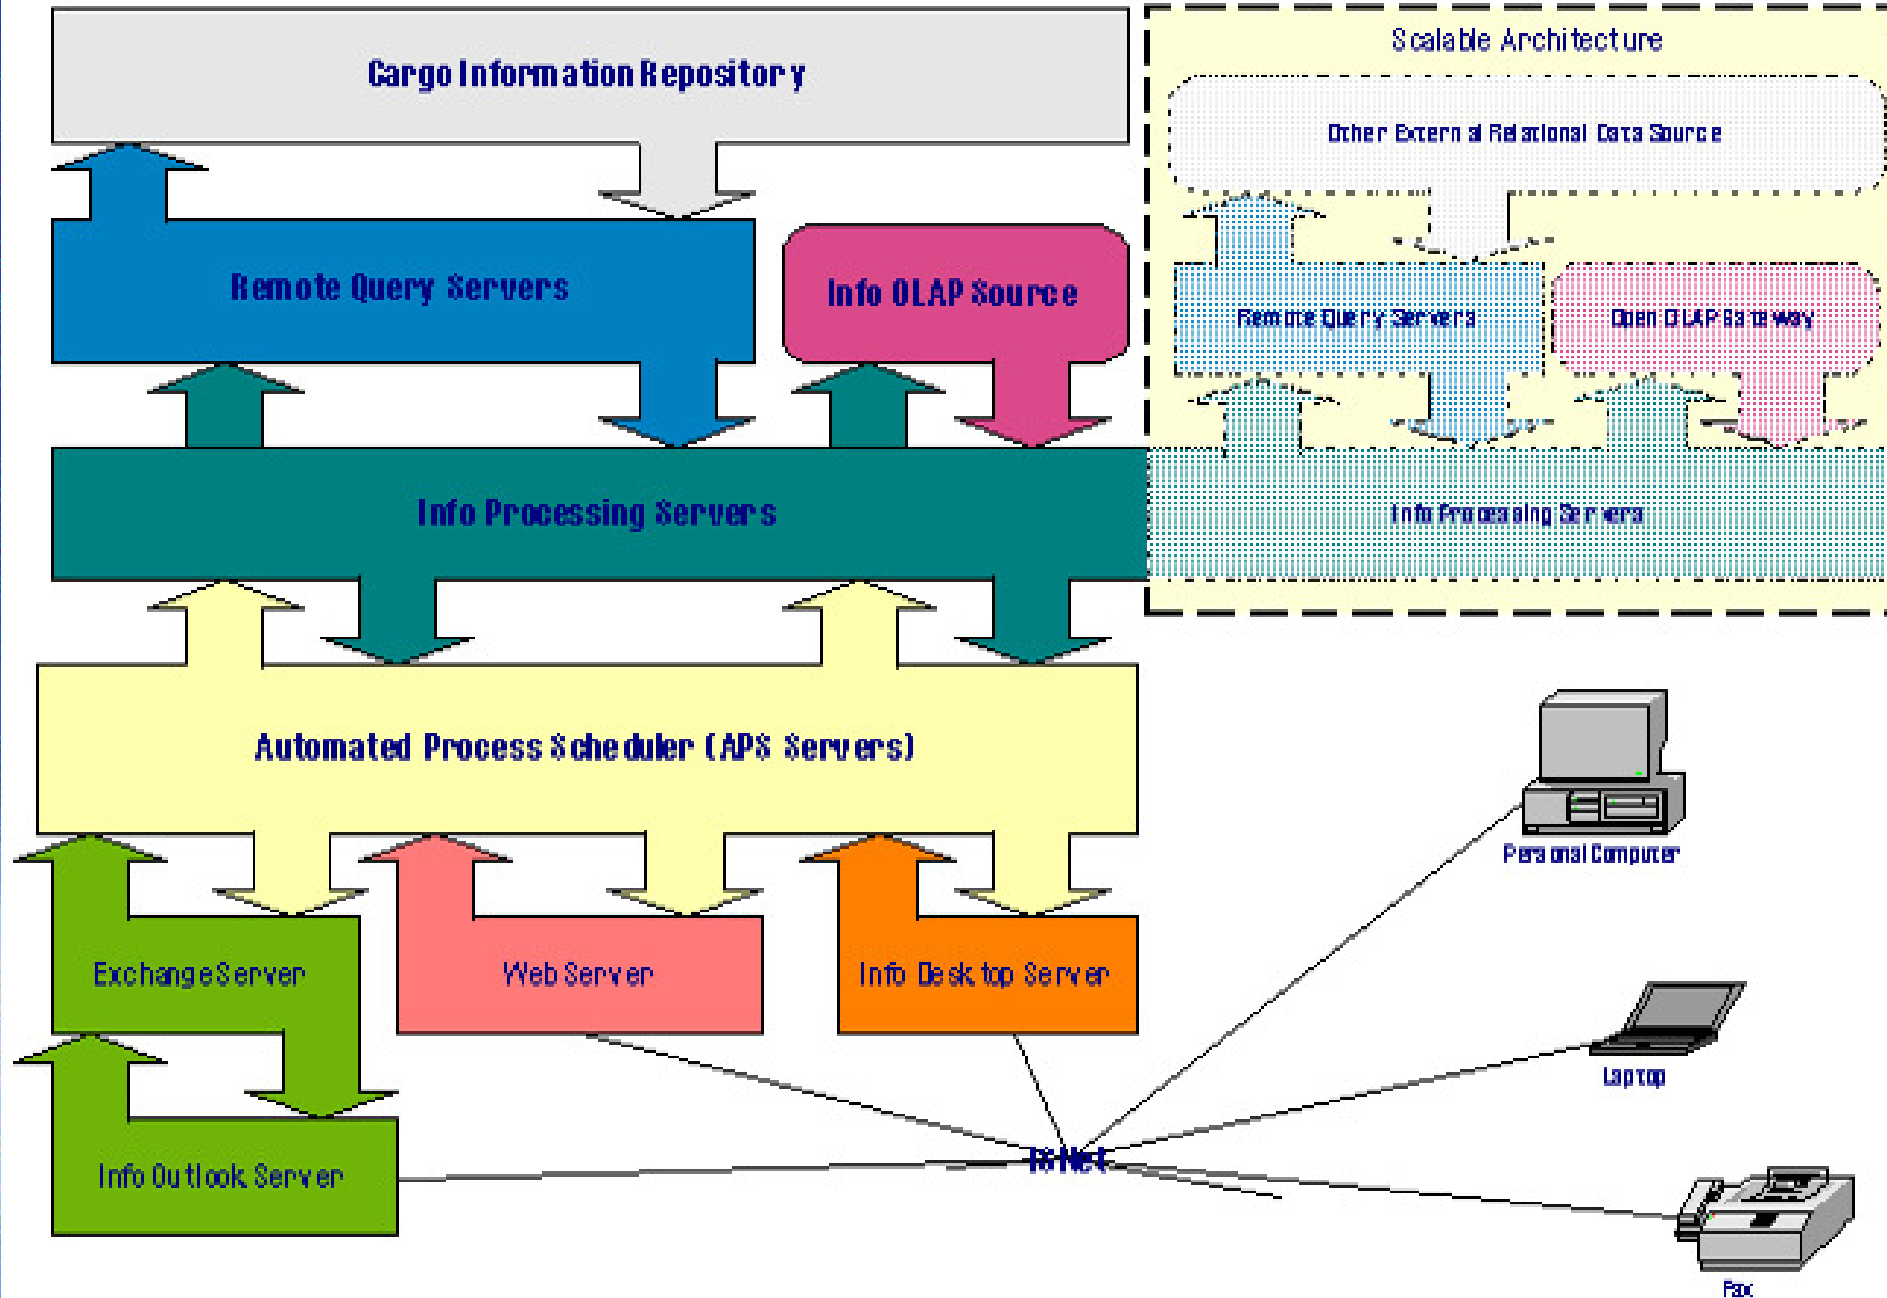 Cargo Information Repository
Scalable Architecture
Other External Relational Data Source
Remote Query Servers
Info OLAP Source
Remote Query Servers
Open OLAP Gateway
Info Processing Servers
Info Processing Servers
Automated Process Scheduler (APS Servers)
Personal Computer
Exchange Server
Web Server
Info Desktop Server
Laptop
Info Outlook Server
Fax